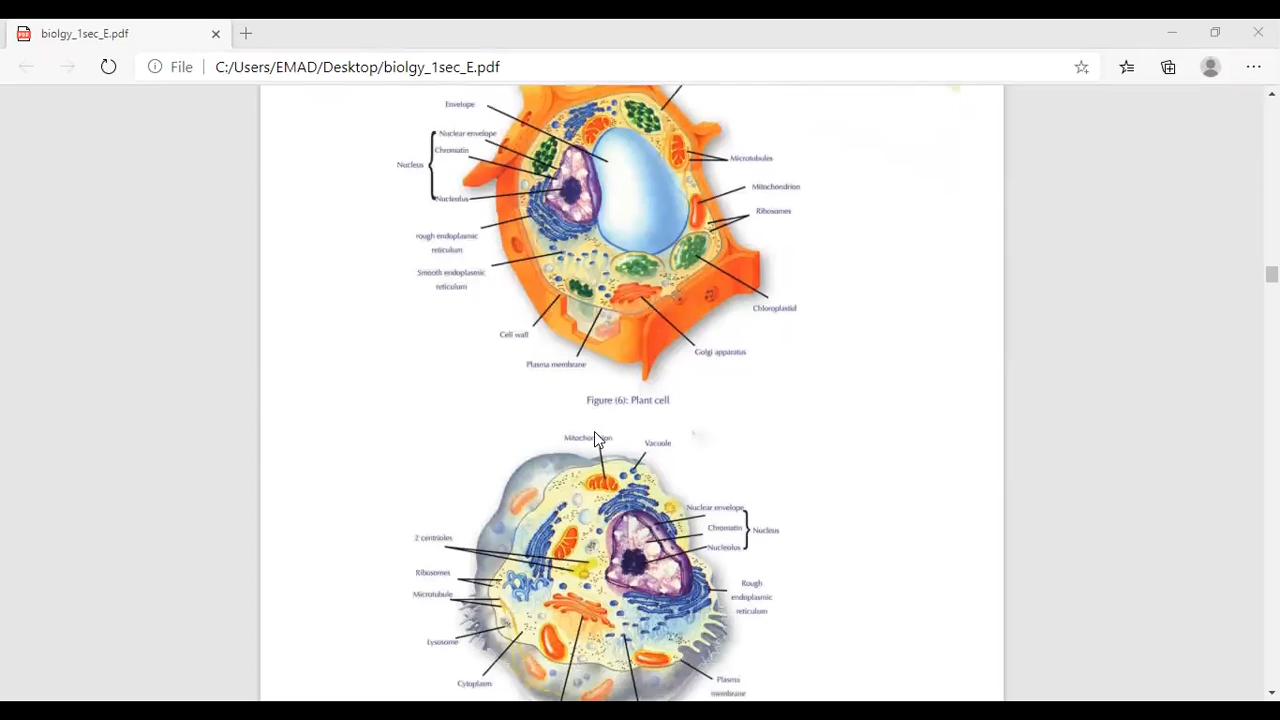 biolgy_1sec_E.pdf
File
C:/Users/EMAD/Desktop/biolgy_1sec_E.pdf
Envelope
Nuclear envelope
Chromatin
Nucleus
Nucleolus
rough endoplasmic
reticulum
Smooth endoplasmic
reticulum
Cell wall
Plasma membrane
Microtubules
Mitochondrion
Ribosomes
Chloroplastid
Golgi apparatus
Figure (6): Plant cell
Vacuole
Nuclear envelope
Chromatin
Nucleus
Nucleolus
2 centrioles
Ribosomes
Microtubule
Rough
endoplasmic
reticulum
Lysosome
Cytoplasm
Plasma
membrane